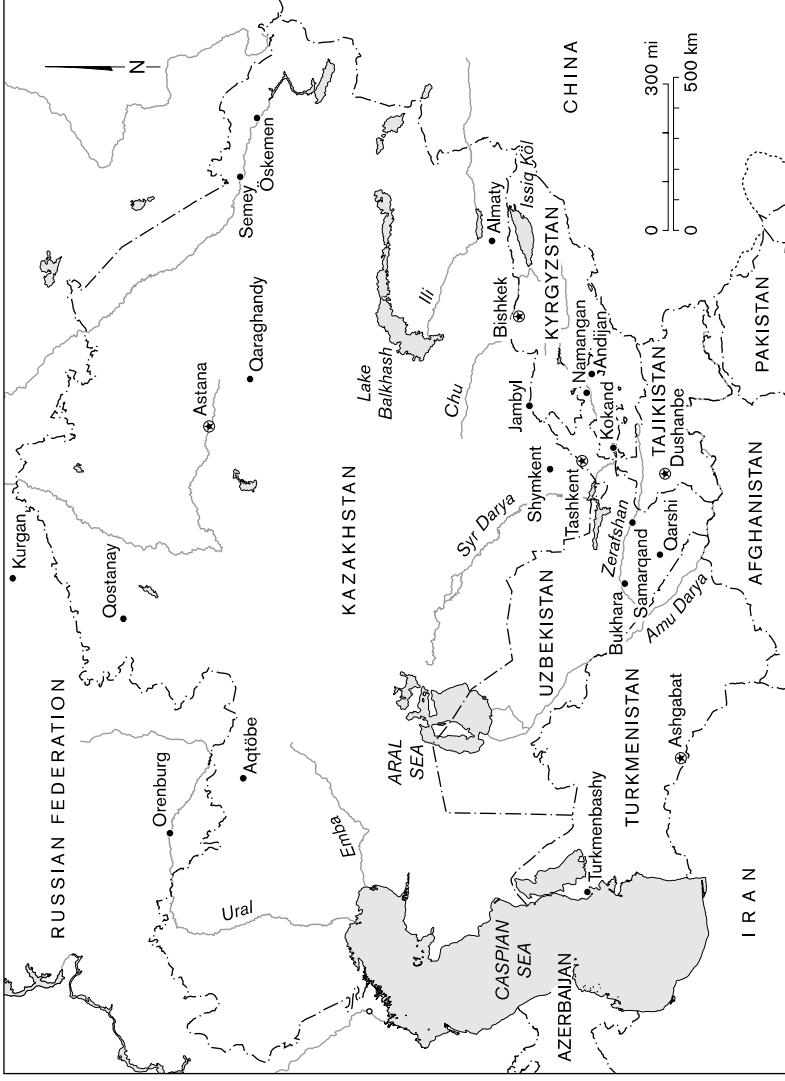 RUSSIAN FEDERATION
Kurgan
Orenburg
Qostanay
Aqtöbe
Astana
Semey
Öskemen
Qaraghandy
N
Ural
Emba
KAZAKHSTAN
Lake
Balkhash
Ili
Chu
ARAL
SEA
Syr Darya
Shymkent
Jambyl
Bishkek
Almaty
Issiq Köl
CHINA
CASPIAN
SEA
UZBEKISTAN
Tashkent
KYRGYZSTAN
Namangan
Andijan
Kokand
AZERBAIJAN
Turkmenbashy
TURKMENISTAN
Bukhara
Zerafshan
Samarqand
Qarshi
Amu Darya
TAJIKISTAN
Dushanbe
Ashgabat
IRAN
AFGHANISTAN
PAKISTAN
0
300 mi
0
500 km